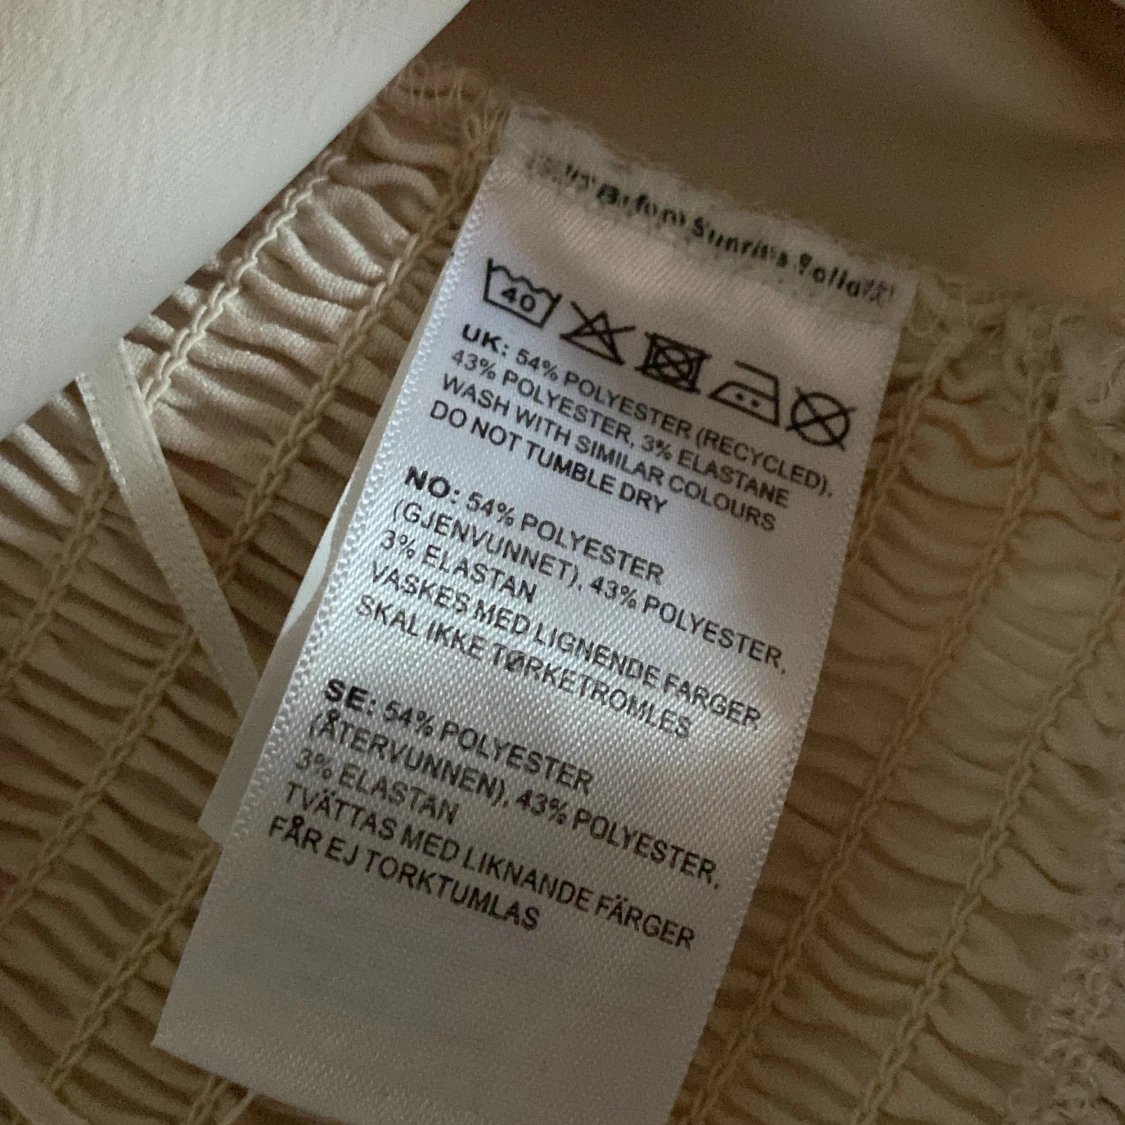 Sunrise
40
UK: 54% POLYESTER (RECYCLED),
43% POLYESTER, 3% ELASTANE
WASH WITH SIMILAR COLOURS
DO NOT TUMBLE DRY
NO: 54% POLYESTER
(GJENVUNNET), 43% POLYESTER,
3% ELASTAN
VASKES MED LIGNENDE FARGER
SKAL IKKE TØRKETROMLES
SE: 54% POLYESTER
(ÅTERVUNNEN), 43% POLYESTER,
3% ELASTAN
TVÄTTAS MED LIKNANDE FÄRGER
FÅR EJ TORKTUMLAS